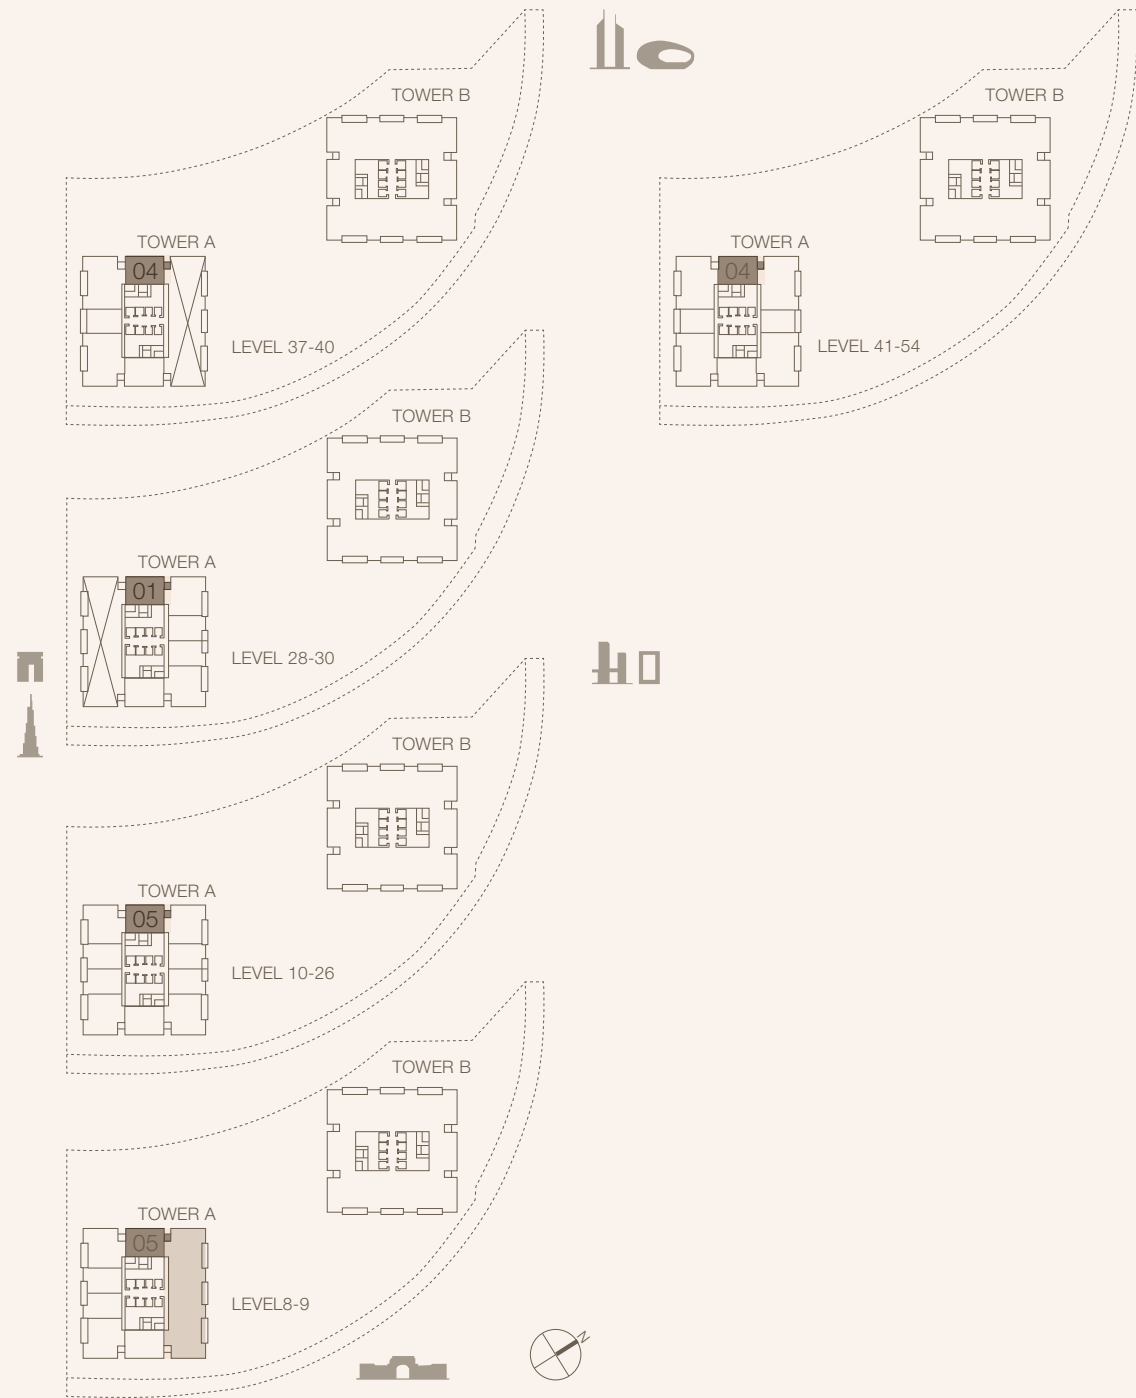 TOWER B
TOWER A
04
LEVEL 37-40
TOWER B
TOWER A
04
LEVEL 41-54
TOWER B
TOWER A
01
LEVEL 28-30
TOWER B
TOWER A
05
LEVEL 10-26
TOWER B
TOWER A
05
LEVEL8-9
N